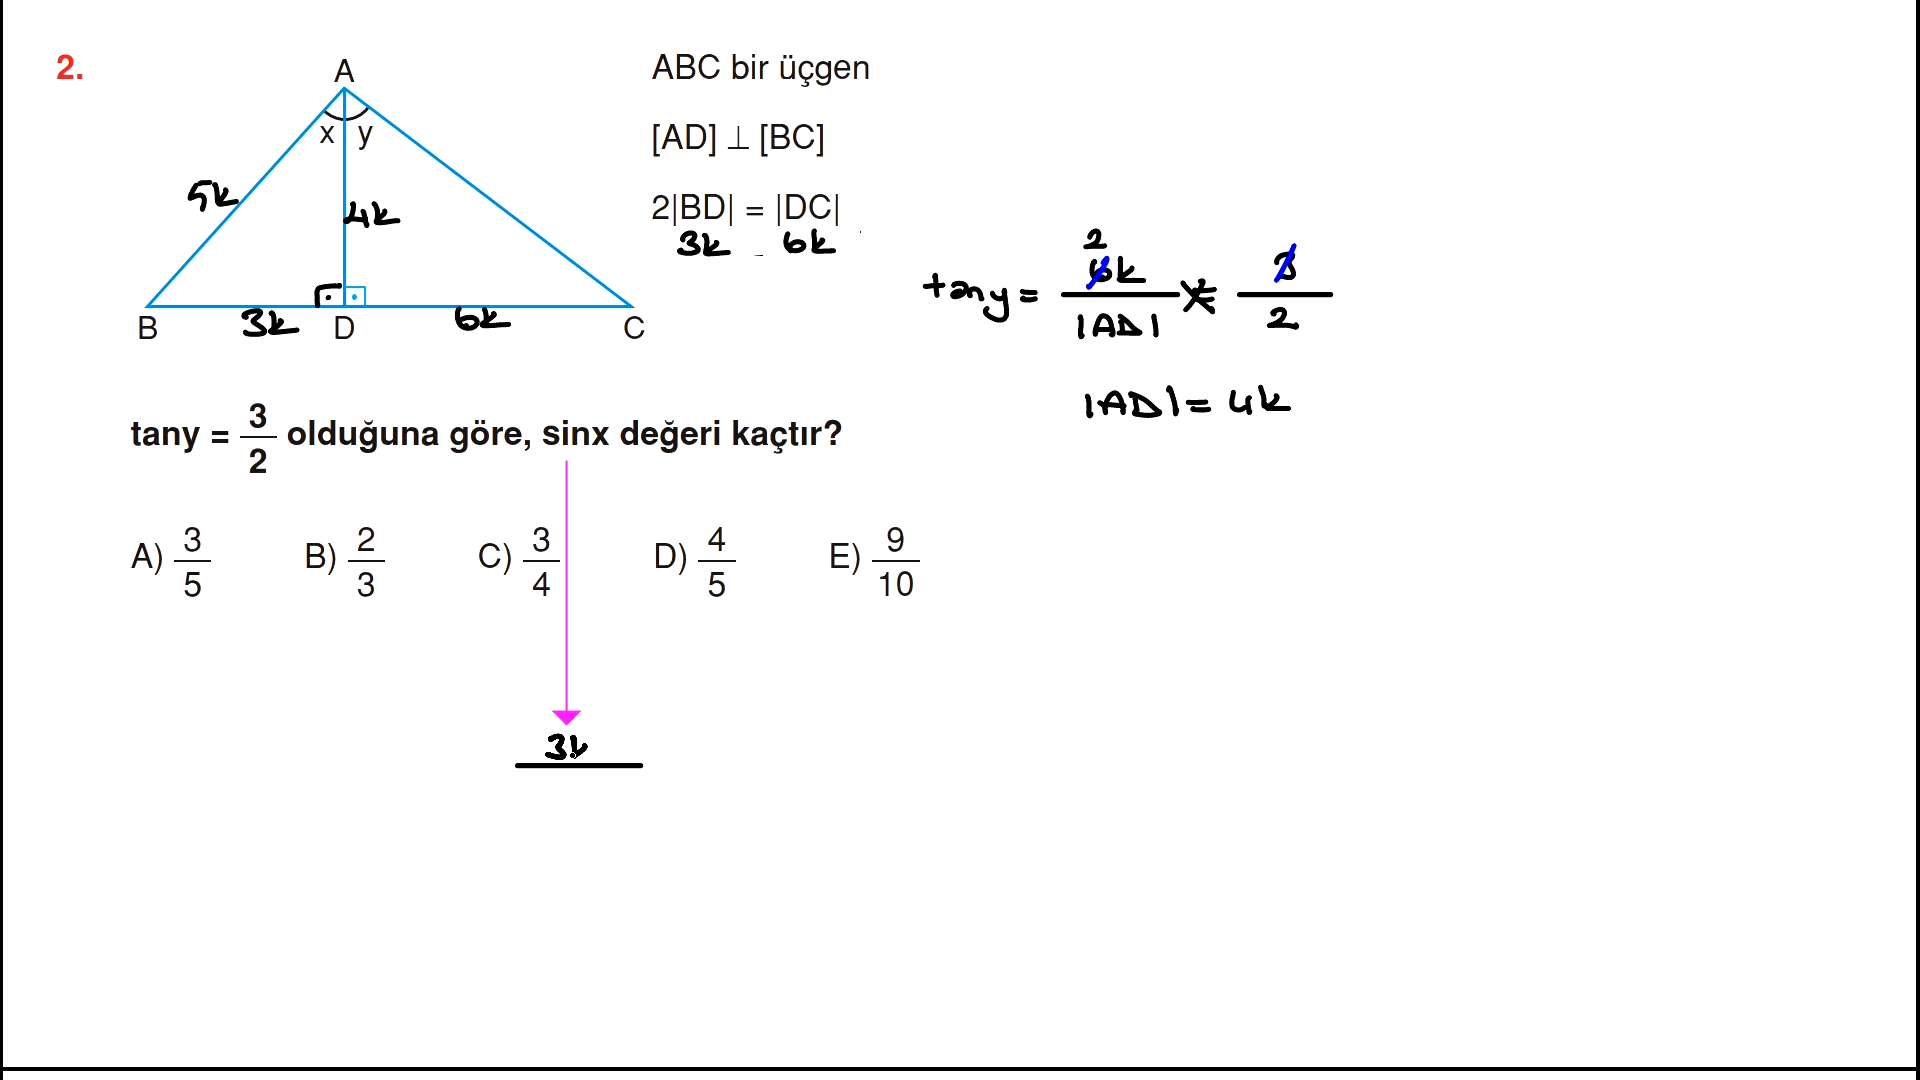 2.
A
x y
5k
4k
B 3k D 6k C
ABC bir üçgen
[AD] ⊥ [BC]
2|BD| = |DC|
3k 6k
tany = 6k/|AD| = 3/2
2
|AD| = 4k
tany = 3/2 olduğuna göre, sinx değeri kaçtır?
A) 3/5 B) 2/3 C) 3/4 D) 4/5 E) 9/10
3k